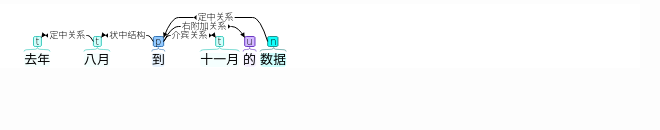 定中关系
右附加关系
定中关系 状中结构 介宾关系
t t p t u n
去年 八月 到 十一月 的 数据